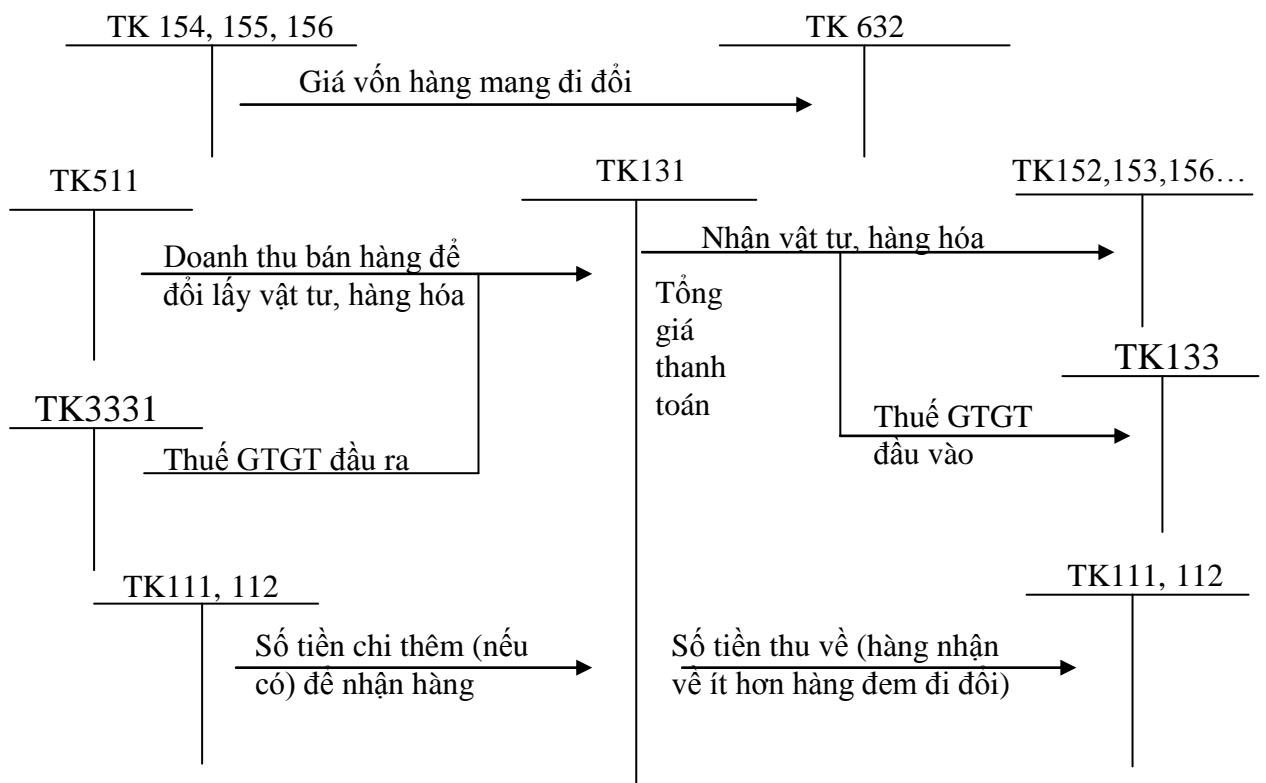 TK 154, 155, 156
TK 632
Giá vốn hàng mang đi đổi
TK511
TK131
TK152,153,156…
Doanh thu bán hàng để
đổi lấy vật tư, hàng hóa
Nhận vật tư, hàng hóa
Tổng
giá
thanh
toán
TK133
TK3331
Thuế GTGT
đầu vào
Thuế GTGT đầu ra
TK111, 112
TK111, 112
Số tiền chi thêm (nếu
có) để nhận hàng
Số tiền thu về (hàng nhận
về ít hơn hàng đem đi đổi)